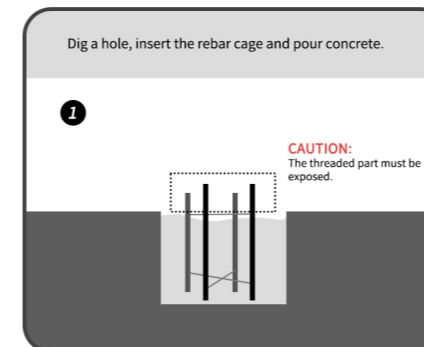 Dig a hole, insert the rebar cage and pour concrete.
1
CAUTION:
The threaded part must be
exposed.